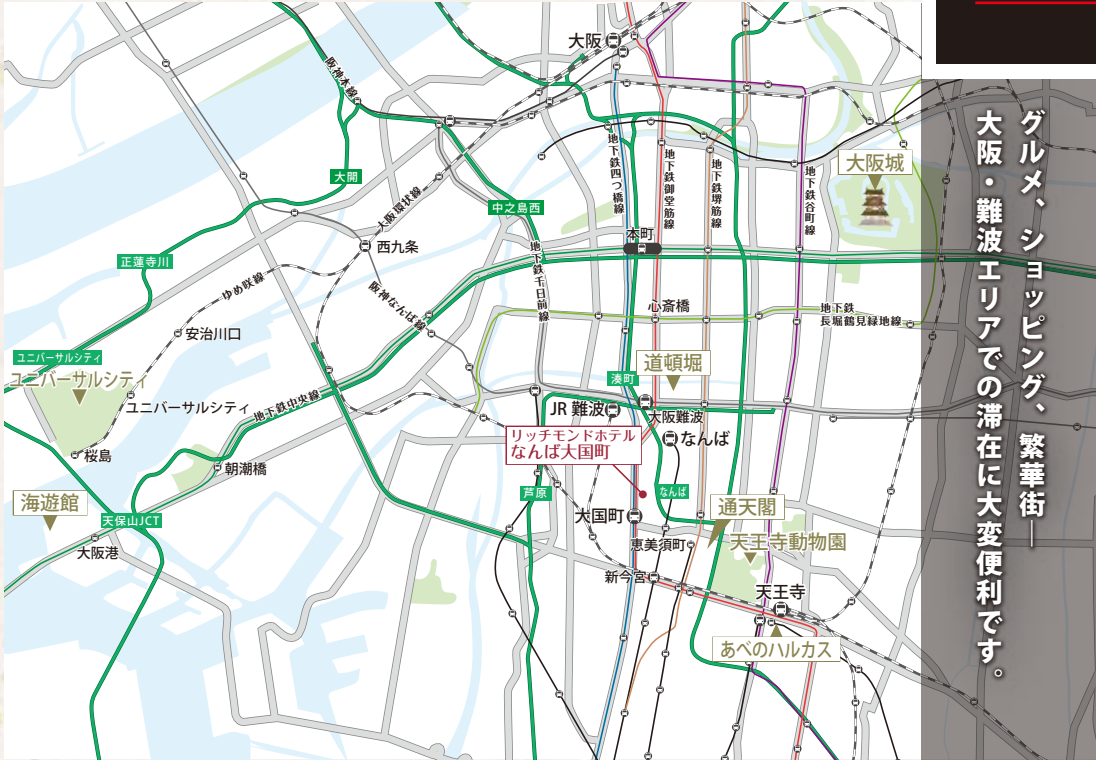 グルメ、ショッピング、繁華街―
大阪・難波エリアでの滞在に大変便利です。
大阪
阪神本線
大開
大阪環状線
中之島西
地下鉄四つ橋線
地下鉄御堂筋線
地下鉄堺筋線
地下鉄谷町線
大阪城
本町
西九条
正蓮寺川
ゆめ咲線
阪神なんば線
地下鉄千日前線
心斎橋
地下鉄
長堀鶴見緑地線
安治川口
ユニバーサルシティ
ユニバーサルシティ
ユニバーサルシティ
地下鉄中央線
湊町
道頓堀
JR 難波
大阪難波
リッチモンドホテル
なんば大国町
なんば
桜島
朝潮橋
海遊館
天保山JCT
大阪港
芦原
なんば
大国町
通天閣
恵美須町
天王寺動物園
新今宮
天王寺
あべのハルカス